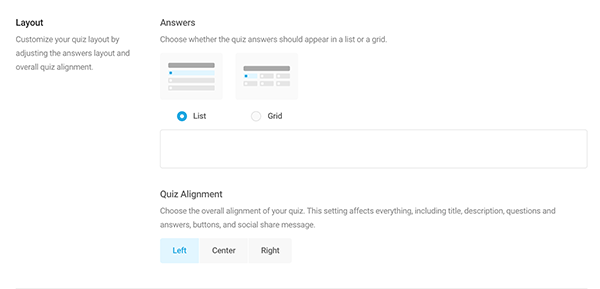 Layout
Customize your quiz layout by
adjusting the answers layout and
overall quiz alignment.
Answers
Choose whether the quiz answers should appear in a list or a grid.
List
Grid
Quiz Alignment
Choose the overall alignment of your quiz. This setting affects everything, including title, description, questions and
answers, buttons, and social share message.
Left
Center
Right